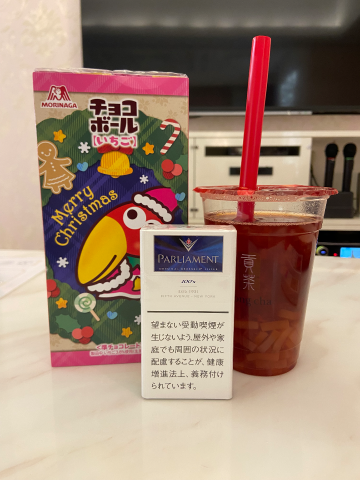 MORINAGA
チョコ
ボール
[いちご]
Merry
Christmas
PARLIAMENT
100's
望まない受動喫煙が
生じないよう、屋外や家
庭でも周囲の状況に
配慮することが、健康
増進法上、義務付け
られています。
貢茶